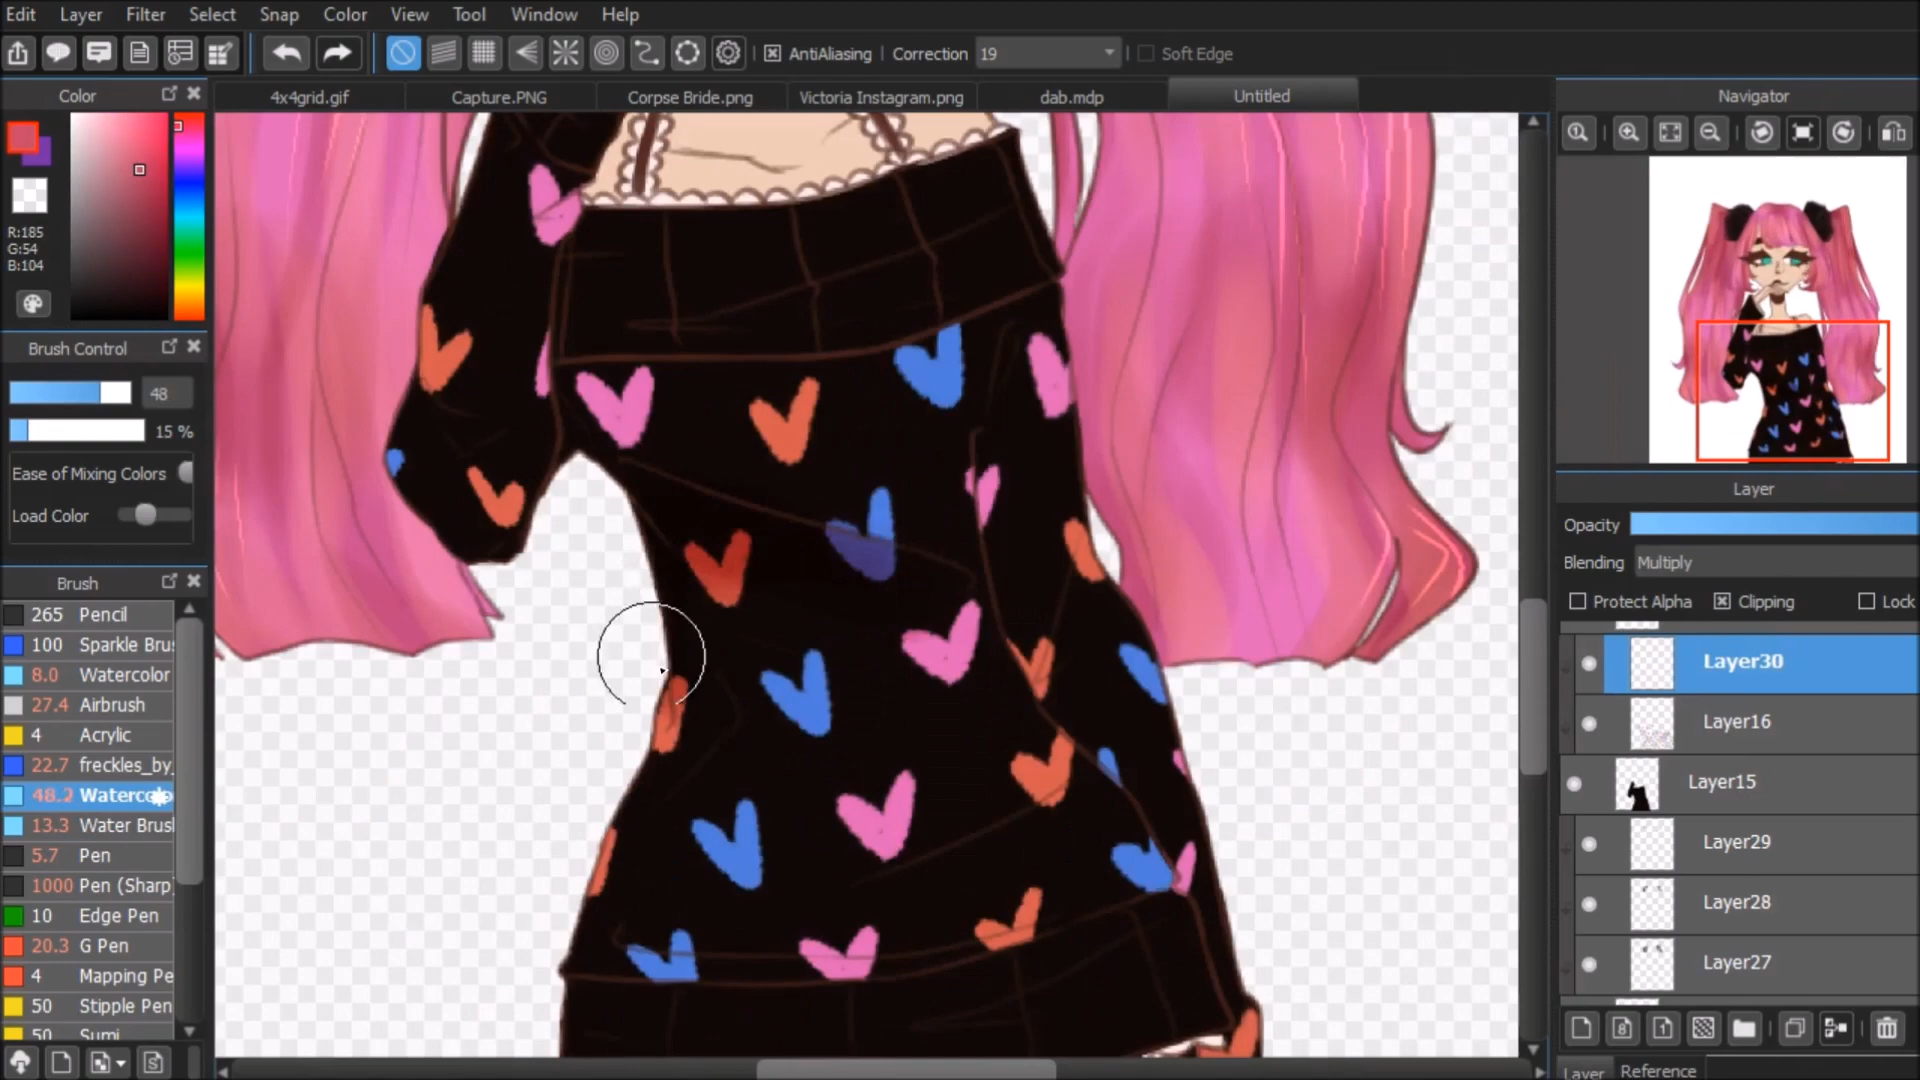 Edit Layer Filter Select Snap Color View Tool Window Help
AntiAliasing Correction 19 Soft Edge
Color
4x4grid.gif Capture.PNG Corpse Bride.png Victoria Instagram.png dab.mdp Untitled
Navigator
R:185
G:54
B:104
Brush Control
48
15 %
Ease of Mixing Colors
Load Color
Brush
265 Pencil
100 Sparkle Brus
8.0 Watercolor
27.4 Airbrush
4 Acrylic
22.7 freckles_by_
48.2 Waterco
13.3 Water Brus
5.7 Pen
1000 Pen (Sharp)
10 Edge Pen
20.3 G Pen
4 Mapping Pe
50 Stipple Pen
50 Sumi
Layer
Opacity
Blending Multiply
Protect Alpha Clipping Lock
Layer30
Layer16
Layer15
Layer29
Layer28
Layer27
8 1
Layer Reference